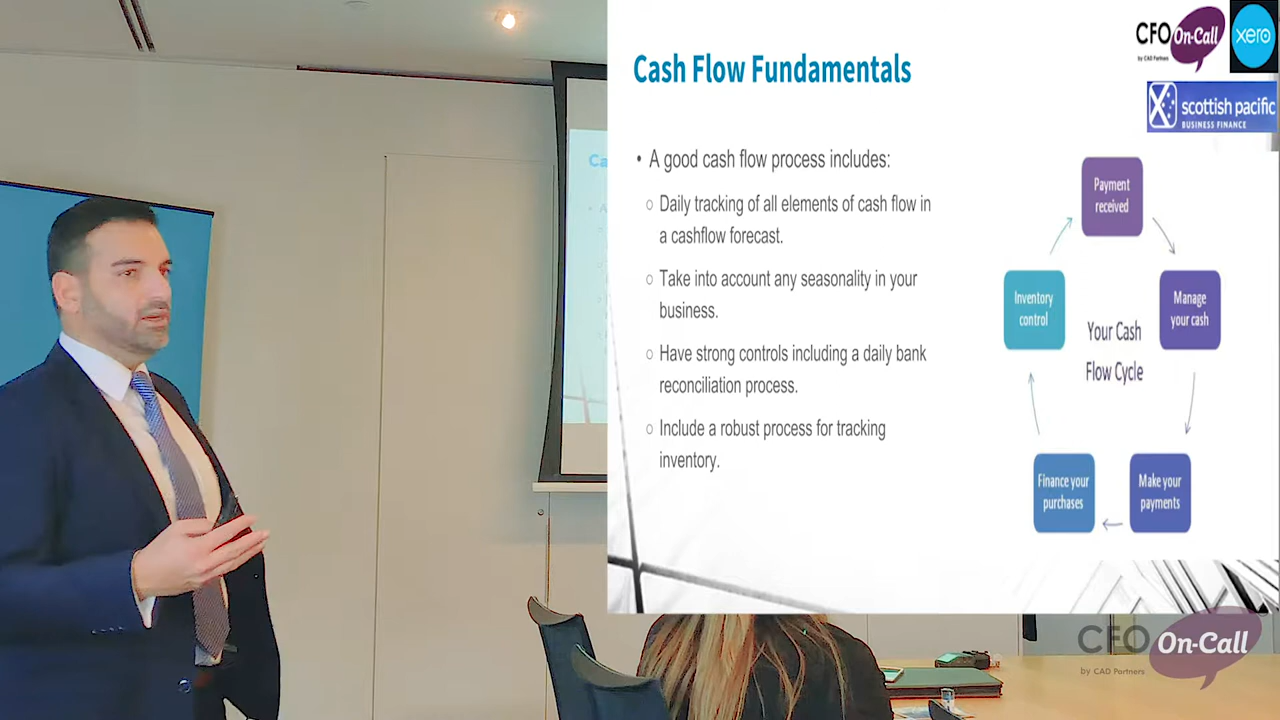 Cash Flow Fundamentals
CFO On-Call
by CAD Partners
xero
scottish pacific
BUSINESS FINANCE
• A good cash flow process includes:
○ Daily tracking of all elements of cash flow in
a cashflow forecast.
○ Take into account any seasonality in your
business.
○ Have strong controls including a daily bank
reconciliation process.
○ Include a robust process for tracking
inventory.
Payment
received
Manage
your cash
Make your
payments
Finance your
purchases
Inventory
control
Your Cash
Flow Cycle
Ca
CFO On-Call
by CAD Partners